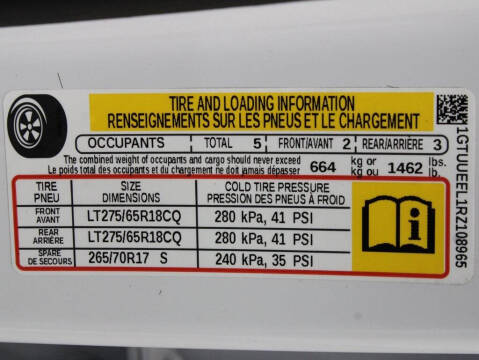 TIRE AND LOADING INFORMATION
RENSEIGNEMENTS SUR LES PNEUS ET LE CHARGEMENT
OCCUPANTS TOTAL 5 FRONT/AVANT 2 REAR/ARRIÈRE 3
The combined weight of occupants and cargo should never exceed 664 kg or 1462 lbs.
Le poids total des occupants et du chargement ne doit jamais dépasser kg ou lb.
TIRE SIZE COLD TIRE PRESSURE
PNEU DIMENSIONS PRESSION DES PNEUS À FROID
FRONT AVANT LT275/65R18CQ 280 kPa, 41 PSI
REAR ARRIÈRE LT275/65R18CQ 280 kPa, 41 PSI
SPARE DE SECOURS 265/70R17 S 240 kPa, 35 PSI
1GTUUEEL1R2108965